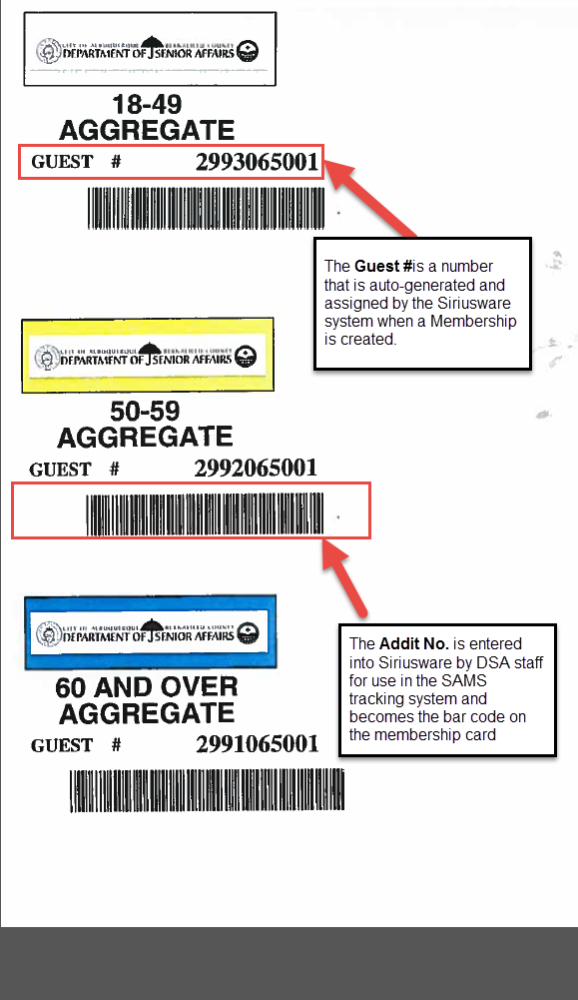 CITY OF ALBUQUERQUE BERNALILLO COUNTY
DEPARTMENT OF SENIOR AFFAIRS
18-49
AGGREGATE
GUEST # 2993065001
The Guest #is a number
that is auto-generated and
assigned by the Siriusware
system when a Membership
is created.
CITY OF ALBUQUERQUE BERNALILLO COUNTY
DEPARTMENT OF SENIOR AFFAIRS
50-59
AGGREGATE
GUEST # 2992065001
CITY OF ALBUQUERQUE BERNALILLO COUNTY
DEPARTMENT OF SENIOR AFFAIRS
The Addit No. is entered
into Siriusware by DSA staff
for use in the SAMS
tracking system and
becomes the bar code on
the membership card
60 AND OVER
AGGREGATE
GUEST # 2991065001